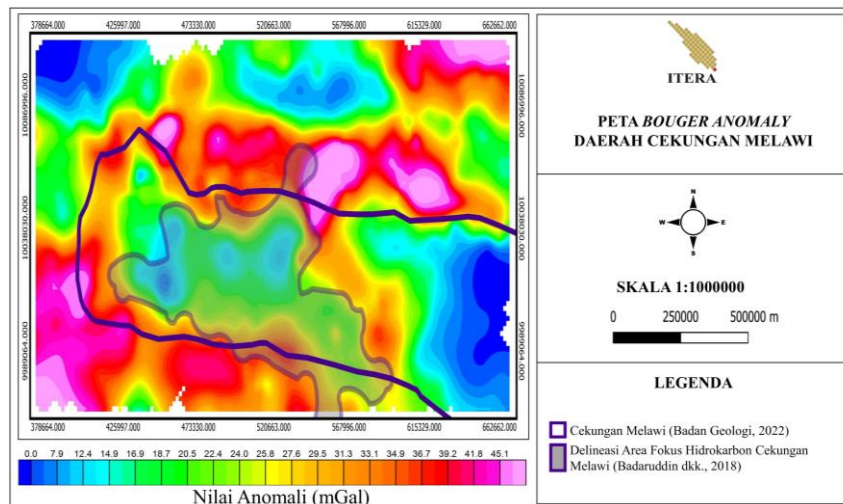 378664.000 425997.000 473330.000 520663.000 567996.000 615329.000 662662.000
10086996.000 10086996.000
10038030.000 10038030.000
9989064.000 9989064.000
378664.000 425997.000 473330.000 520663.000 567996.000 615329.000 662662.000
0.0 7.9 12.4 14.9 16.9 18.7 20.5 22.4 24.0 25.8 27.6 29.5 31.3 33.1 34.9 36.7 39.2 41.8 45.1
Nilai Anomali (mGal)
ITERA
PETA BOUGER ANOMALY
DAERAH CEKUNGAN MELAWI
N
W E
S
SKALA 1:1000000
0 250000 500000 m
LEGENDA
Cekungan Melawi (Badan Geologi, 2022)
Delineasi Area Fokus Hidrokarbon Cekungan
Melawi (Badaruddin dkk., 2018)